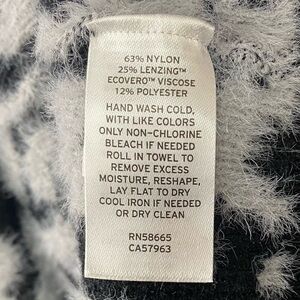 63% NYLON
25% LENZING™
ECOVERO™ VISCOSE
12% POLYESTER
HAND WASH COLD,
WITH LIKE COLORS
ONLY NON-CHLORINE
BLEACH IF NEEDED
ROLL IN TOWEL TO
REMOVE EXCESS
MOISTURE, RESHAPE,
LAY FLAT TO DRY
COOL IRON IF NEEDED
OR DRY CLEAN
RN58665
CA57963